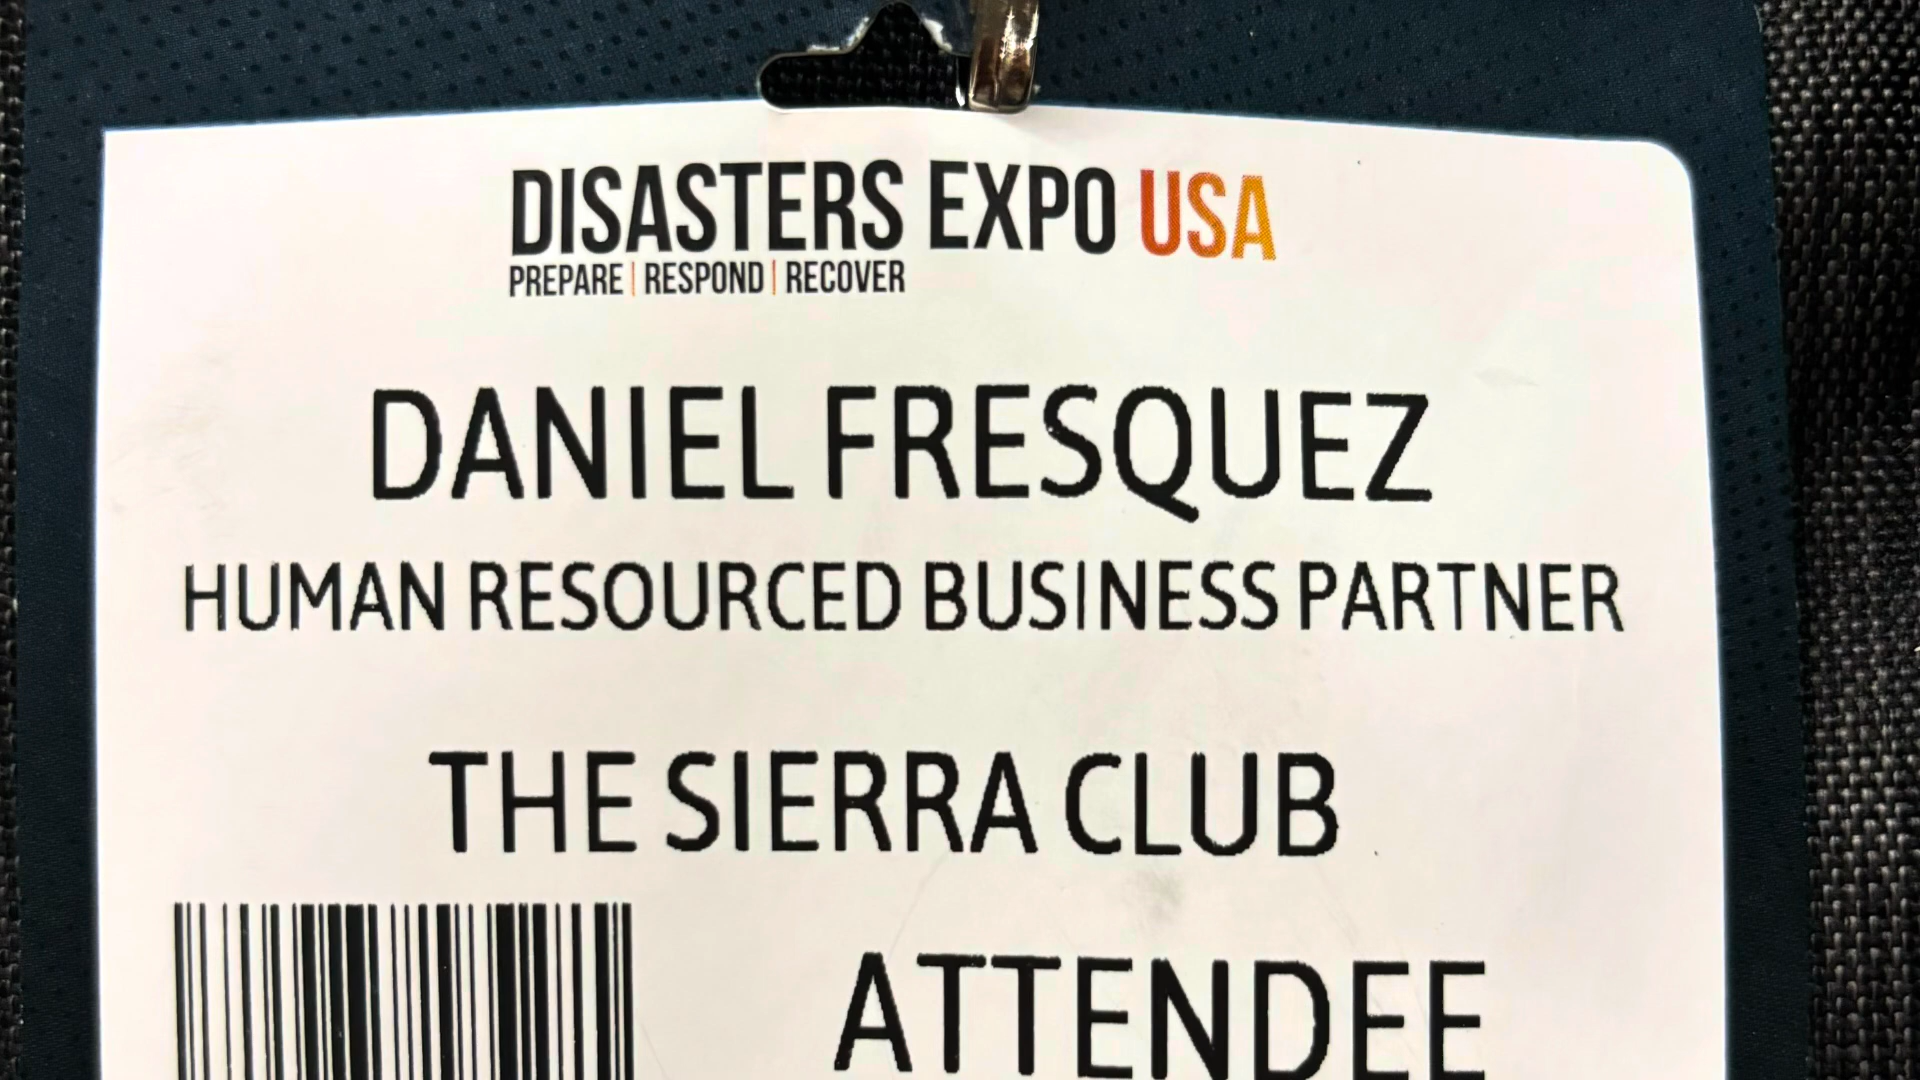 DISASTERS EXPO USA
PREPARE | RESPOND | RECOVER
DANIEL FRESQUEZ
HUMAN RESOURCED BUSINESS PARTNER
THE SIERRA CLUB
ATTENDEE